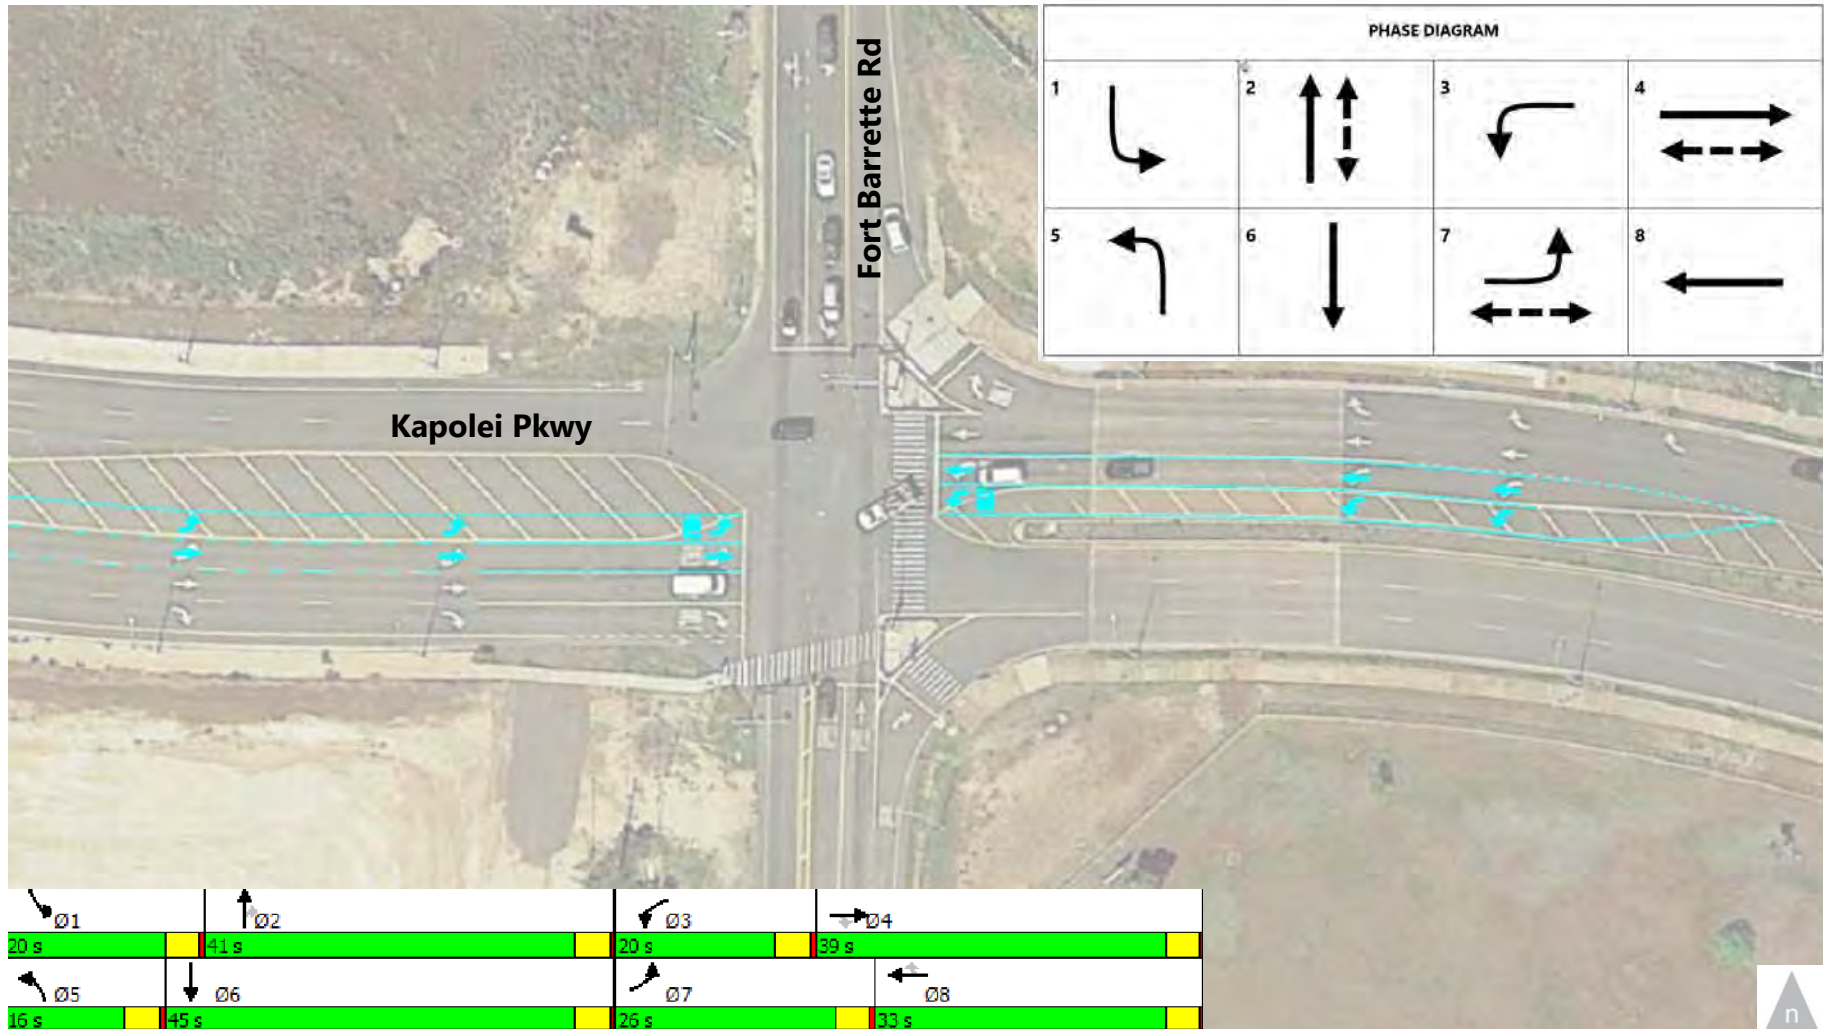 PHASE DIAGRAM
1
2
3
4
5
6
7
8
Fort Barrette Rd
Kapolei Pkwy
Ø1
Ø2
Ø3
Ø4
20 s
41 s
20 s
39 s
Ø5
Ø6
Ø7
Ø8
16 s
45 s
26 s
33 s
n